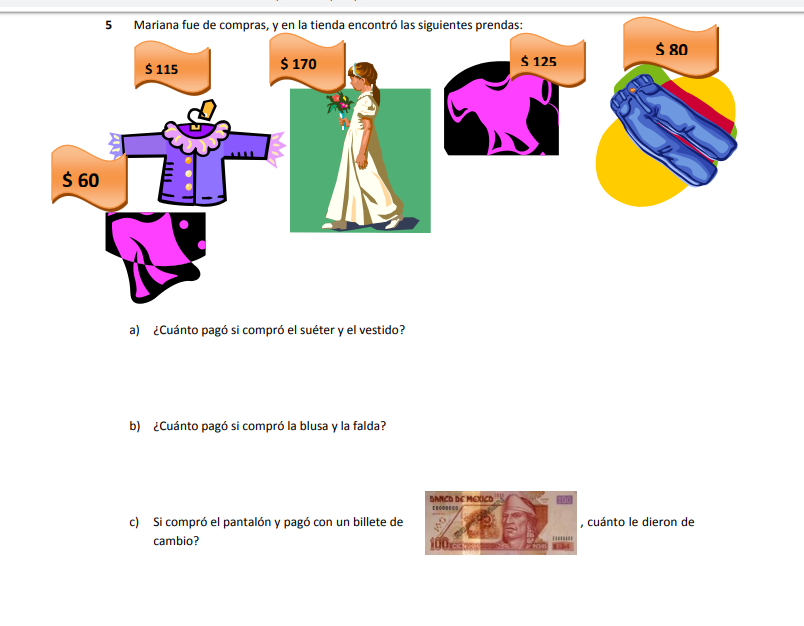 5 Mariana fue de compras, y en la tienda encontró las siguientes prendas:
$ 115
$ 170
$ 125
$ 80
$ 60
a) ¿Cuánto pagó si compró el suéter y el vestido?
b) ¿Cuánto pagó si compró la blusa y la falda?
c) Si compró el pantalón y pagó con un billete de
BANCO DE MEXICO
100
, cuánto le dieron de
cambio?